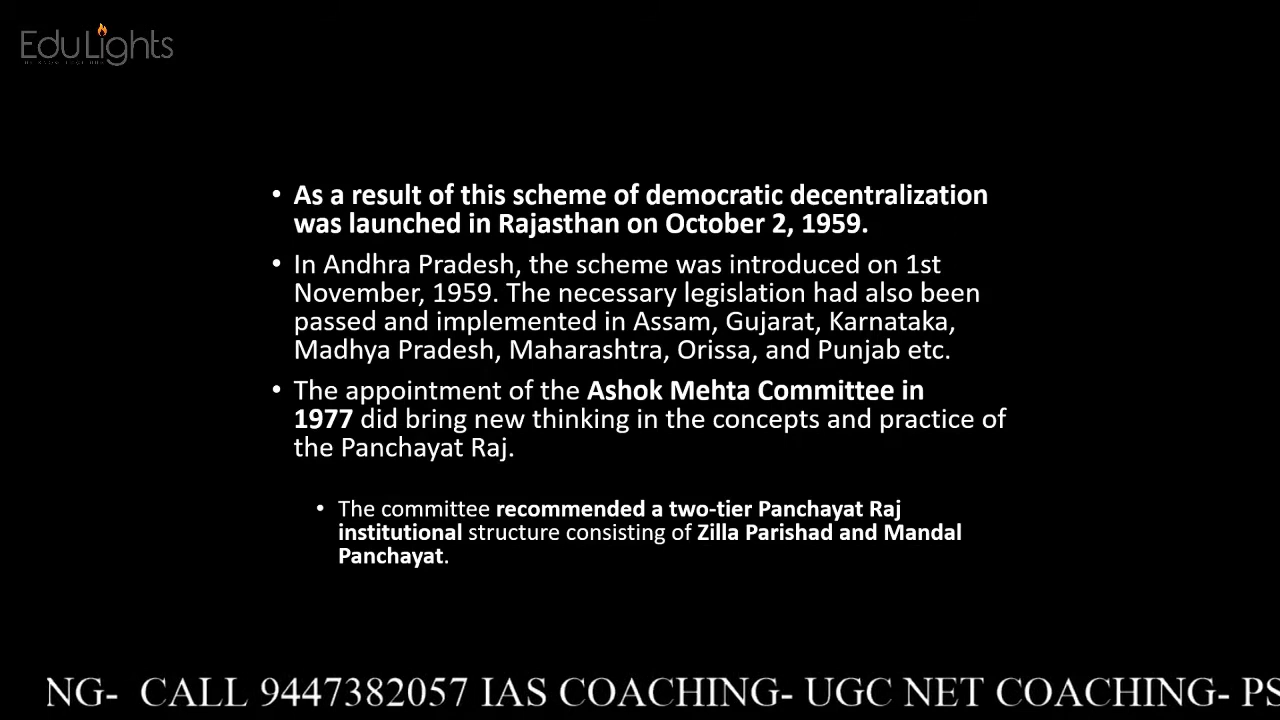 EduLights
• As a result of this scheme of democratic decentralization
was launched in Rajasthan on October 2, 1959.
• In Andhra Pradesh, the scheme was introduced on 1st
November, 1959. The necessary legislation had also been
passed and implemented in Assam, Gujarat, Karnataka,
Madhya Pradesh, Maharashtra, Orissa, and Punjab etc.
• The appointment of the Ashok Mehta Committee in
1977 did bring new thinking in the concepts and practice of
the Panchayat Raj.
• The committee recommended a two-tier Panchayat Raj
institutional structure consisting of Zilla Parishad and Mandal
Panchayat.
NG- CALL 9447382057 IAS COACHING- UGC NET COACHING- PS